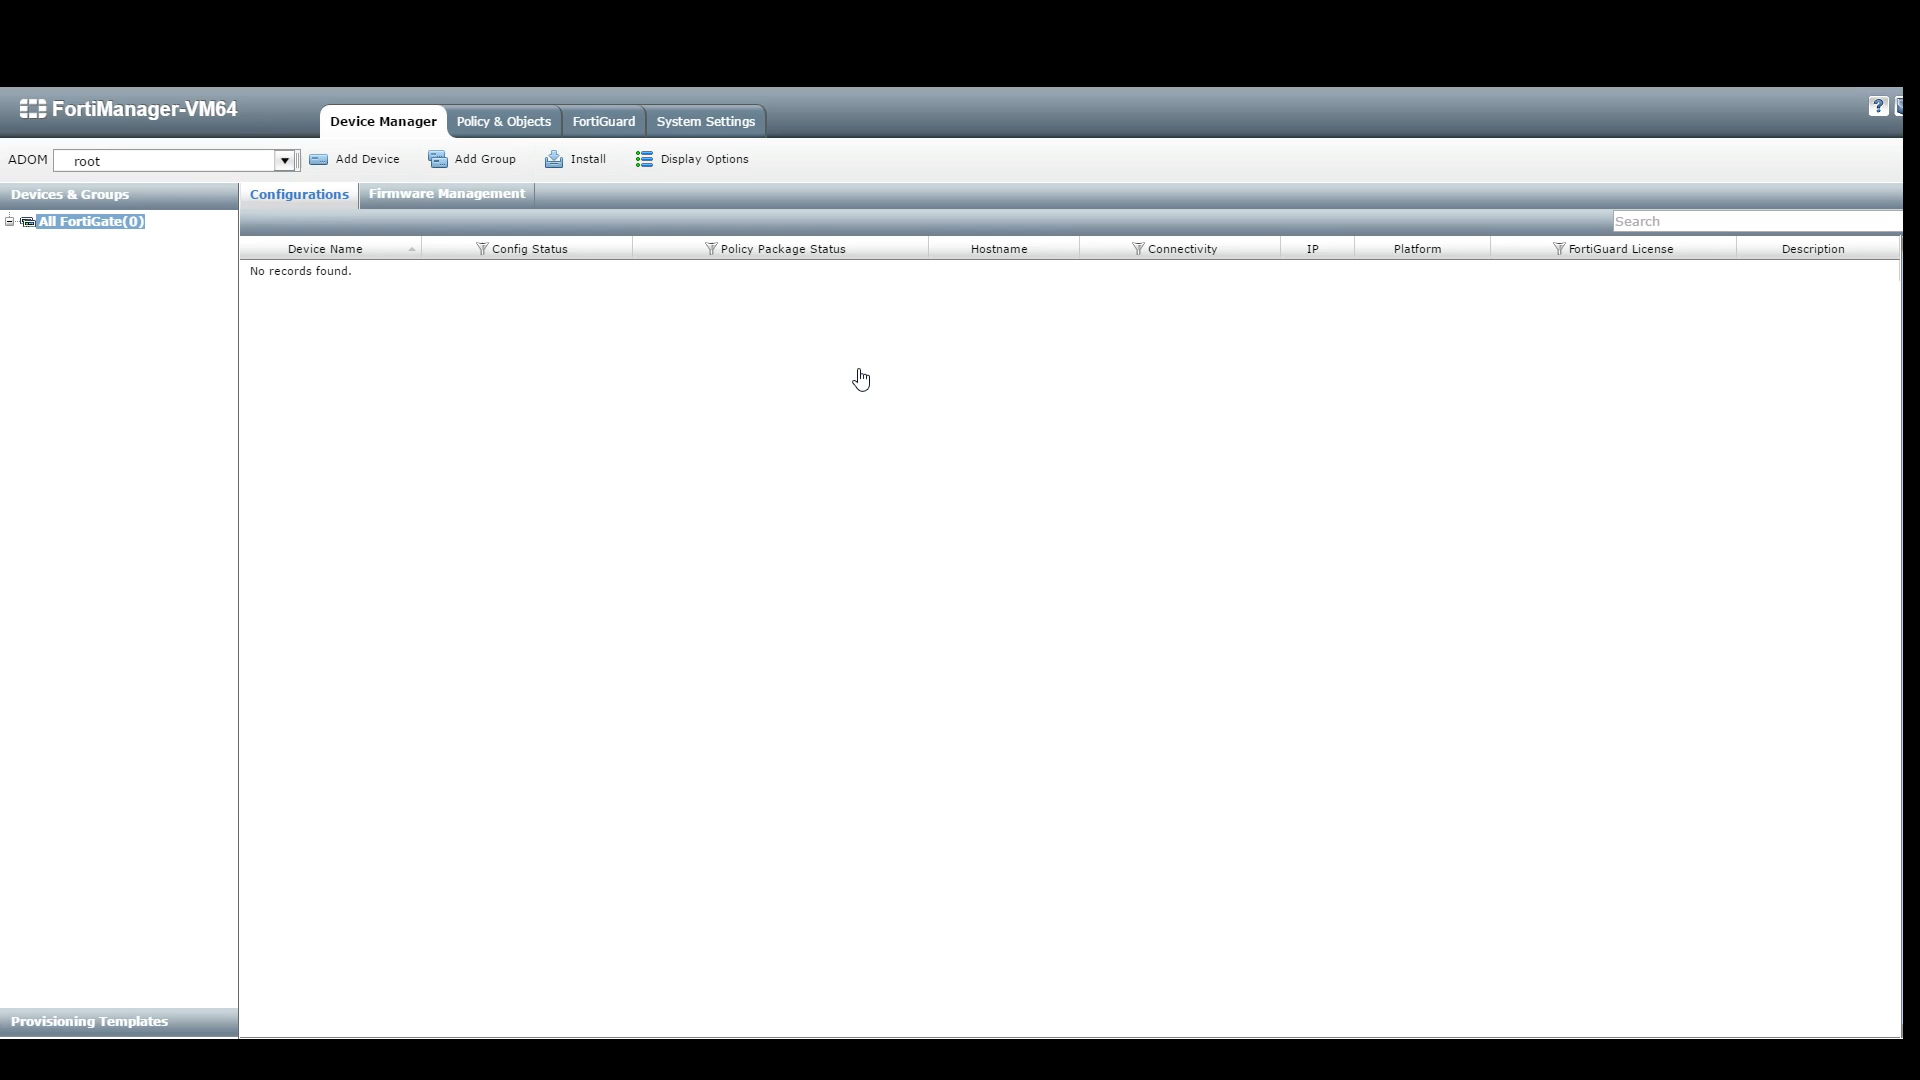 FortiManager-VM64
Device Manager Policy & Objects FortiGuard System Settings ?
ADOM root Add Device Add Group Install Display Options
Devices & Groups Configurations Firmware Management
All FortiGate(0) Search
Device Name Config Status Policy Package Status Hostname Connectivity IP Platform FortiGuard License Description
No records found.
Provisioning Templates